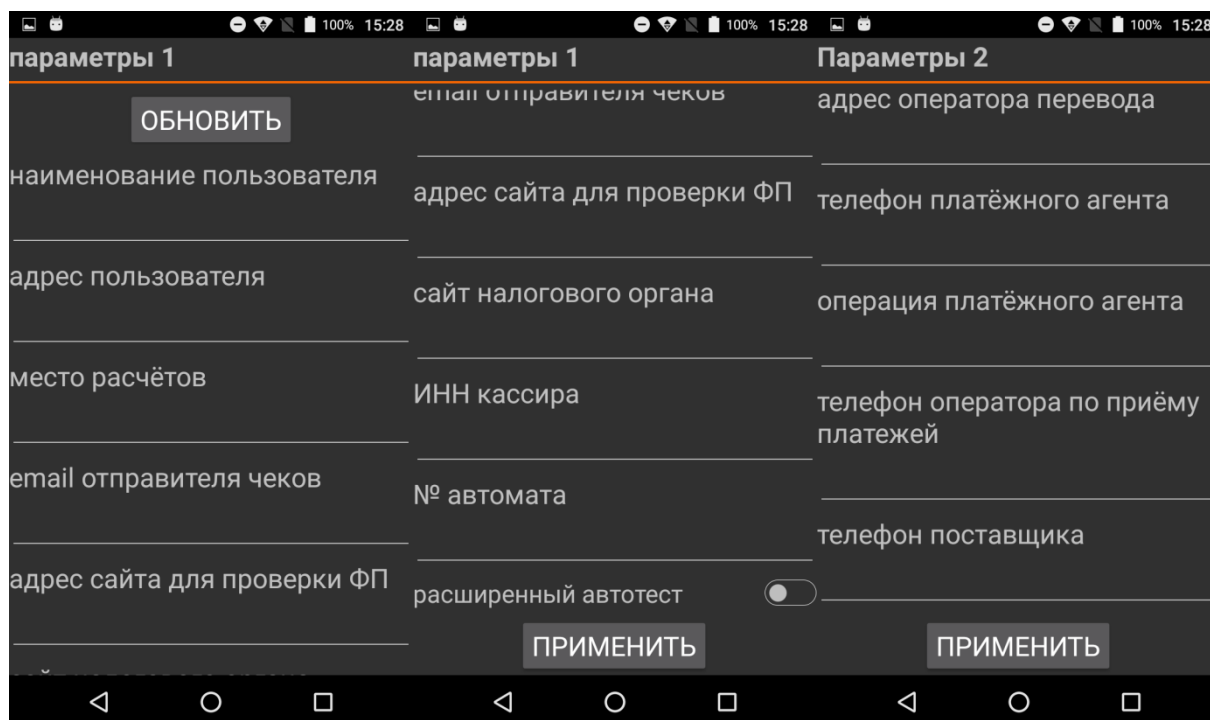 100% 15:28
параметры 1
ОБНОВИТЬ
наименование пользователя
адрес пользователя
место расчётов
email отправителя чеков
адрес сайта для проверки ФП
100% 15:28
параметры 1
email отправителя чеков
адрес сайта для проверки ФП
сайт налогового органа
ИНН кассира
№ автомата
расширенный автотест
ПРИМЕНИТЬ
100% 15:28
Параметры 2
адрес оператора перевода
телефон платёжного агента
операция платёжного агента
телефон оператора по приёму
платежей
телефон поставщика
ПРИМЕНИТЬ